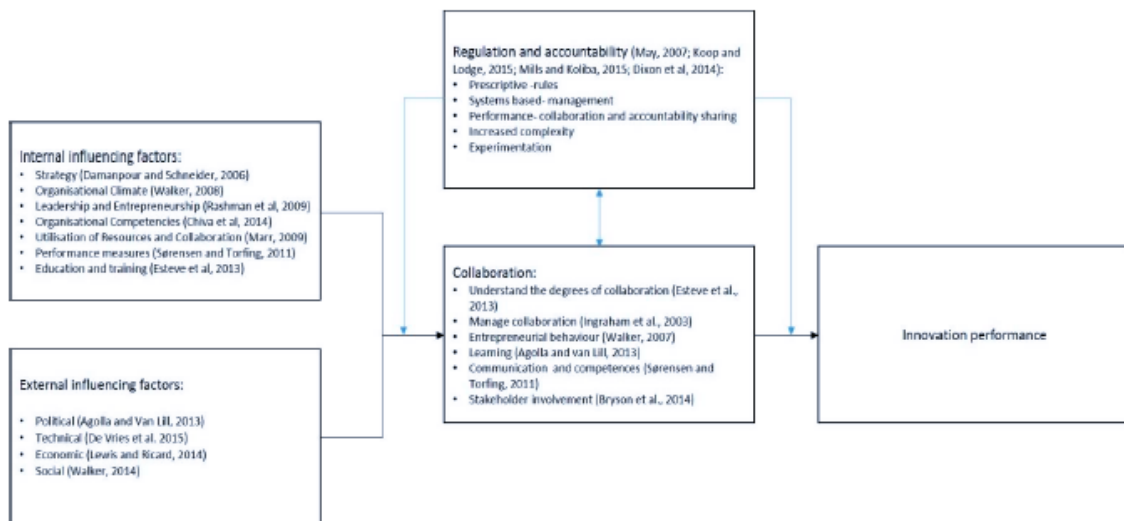 Regulation and accountability (May, 2007; Koop and
Lodge, 2015; Mills and Koliba, 2015; Dixon et al, 2014):
• Prescriptive -rules
• Systems based- management
• Performance- collaboration and accountability sharing
• Increased complexity
• Experimentation
Internal influencing factors:
• Strategy (Damanpour and Schneider, 2006)
• Organisational Climate (Walker, 2008)
• Leadership and Entrepreneurship (Rashman et al, 2009)
• Organisational Competencies (Chiva et al, 2014)
• Utilisation of Resources and Collaboration (Marr, 2009)
• Performance measures (Sørensen and Torfing, 2011)
• Education and training (Esteve et al, 2013)
External influencing factors:
• Political (Agolla and Van Lill, 2013)
• Technical (De Vries et al. 2015)
• Economic (Lewis and Ricard, 2014)
• Social (Walker, 2014)
Collaboration:
• Understand the degrees of collaboration (Esteve et al.,
2013)
• Manage collaboration (Ingraham et al., 2003)
• Entrepreneurial behaviour (Walker, 2007)
• Learning (Agolla and van Lill, 2013)
• Communication and competences (Sørensen and
Torfing, 2011)
• Stakeholder involvement (Bryson et al., 2014)
Innovation performance